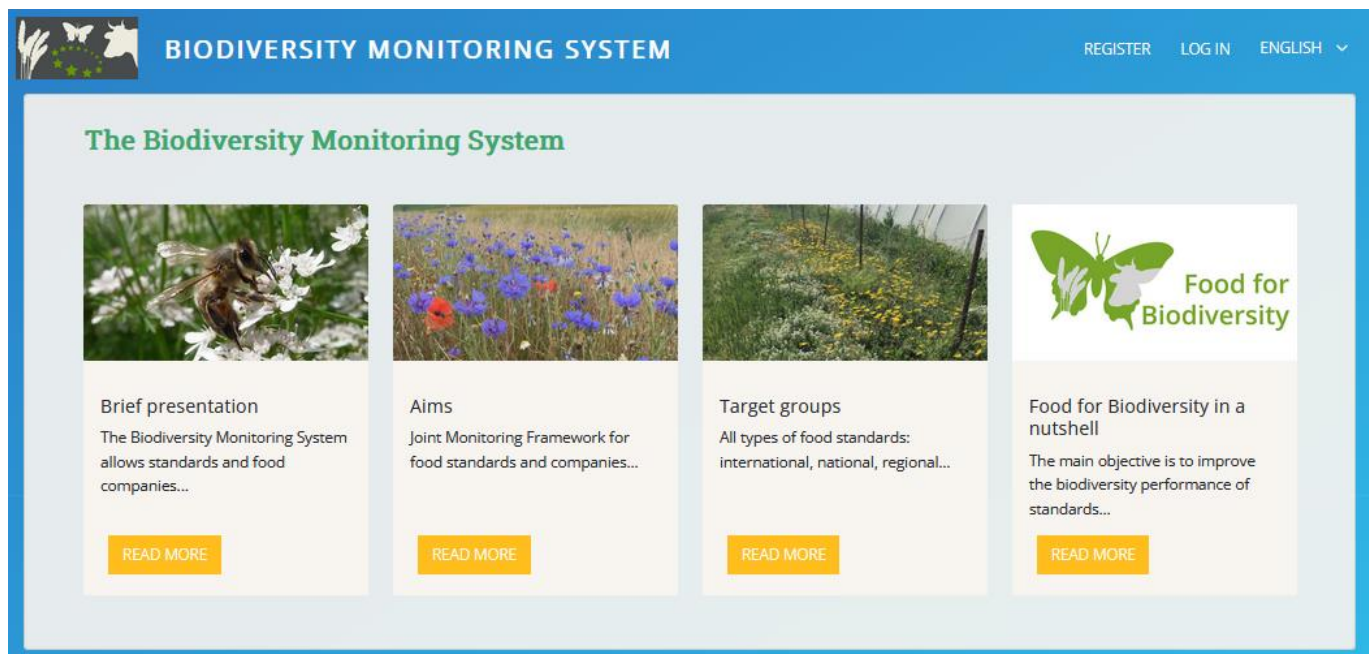 BIODIVERSITY MONITORING SYSTEM
REGISTER
LOG IN
ENGLISH
The Biodiversity Monitoring System
Food for
Biodiversity
Brief presentation
The Biodiversity Monitoring System
allows standards and food
companies...
READ MORE
Aims
Joint Monitoring Framework for
food standards and companies...
READ MORE
Target groups
All types of food standards:
international, national, regional...
READ MORE
Food for Biodiversity in a
nutshell
The main objective is to improve
the biodiversity performance of
standards...
READ MORE